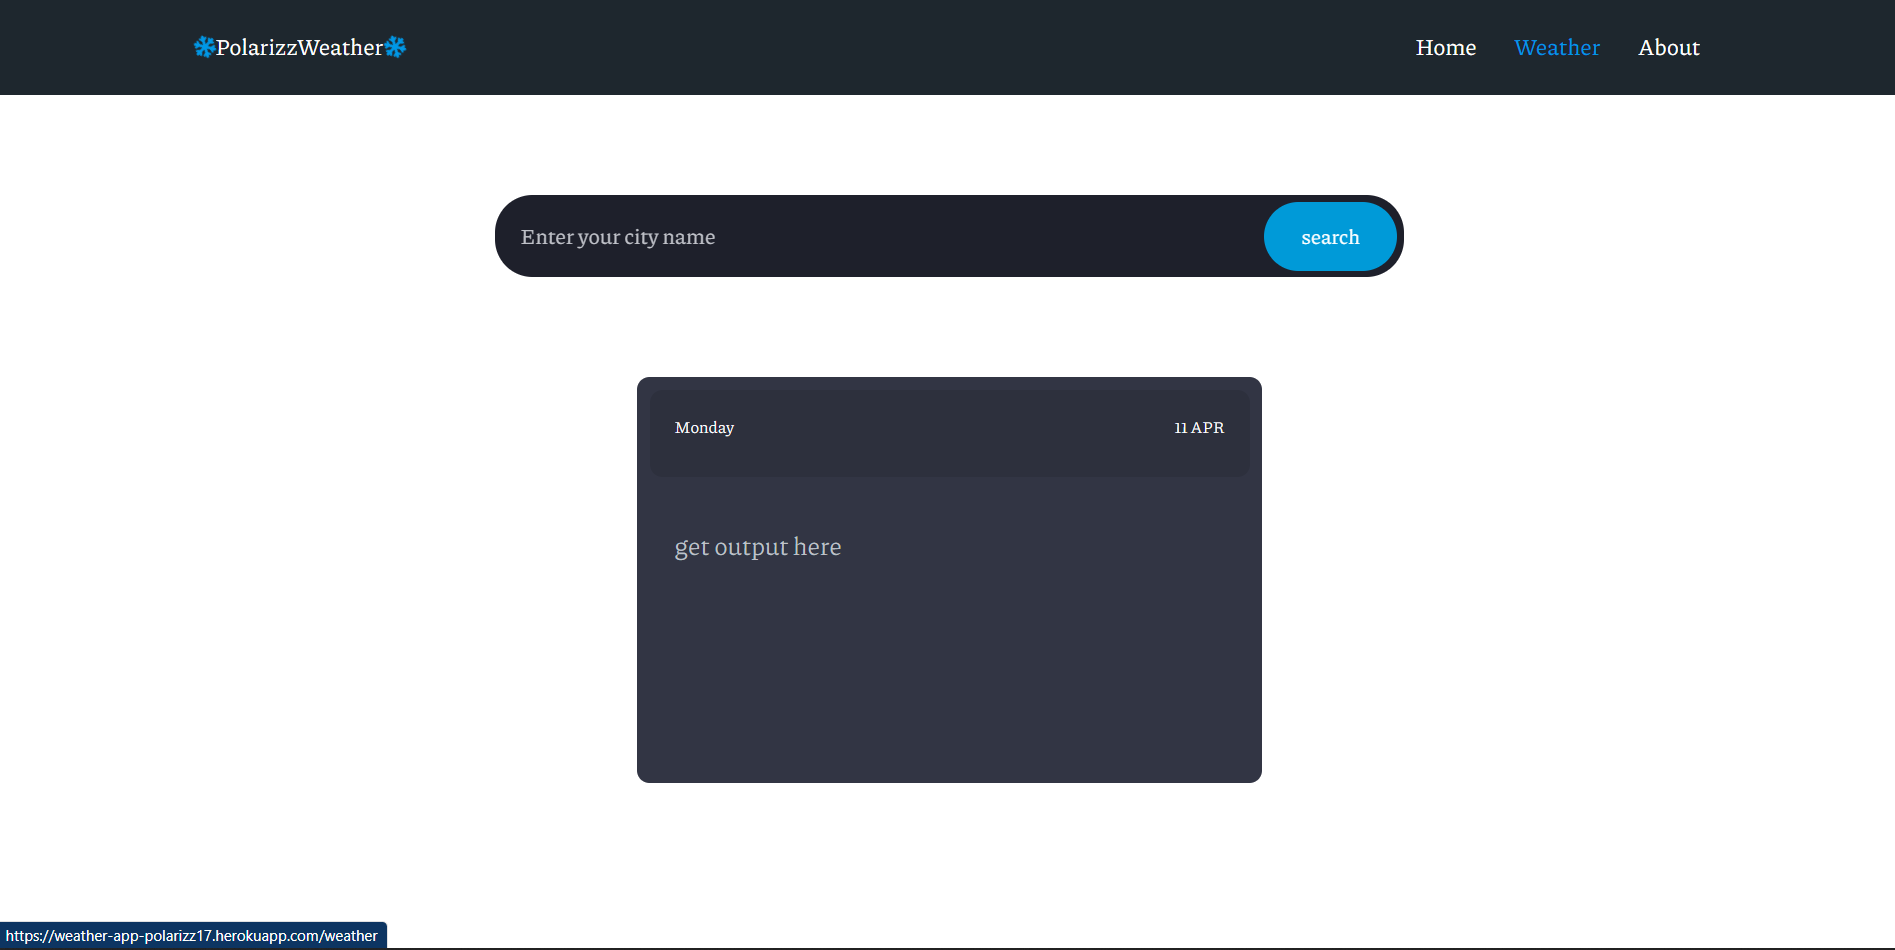 ❄PolarizzWeather❄ Home Weather About
Enter your city name search
Monday 11 APR
get output here
https://weather-app-polarizz17.herokuapp.com/weather